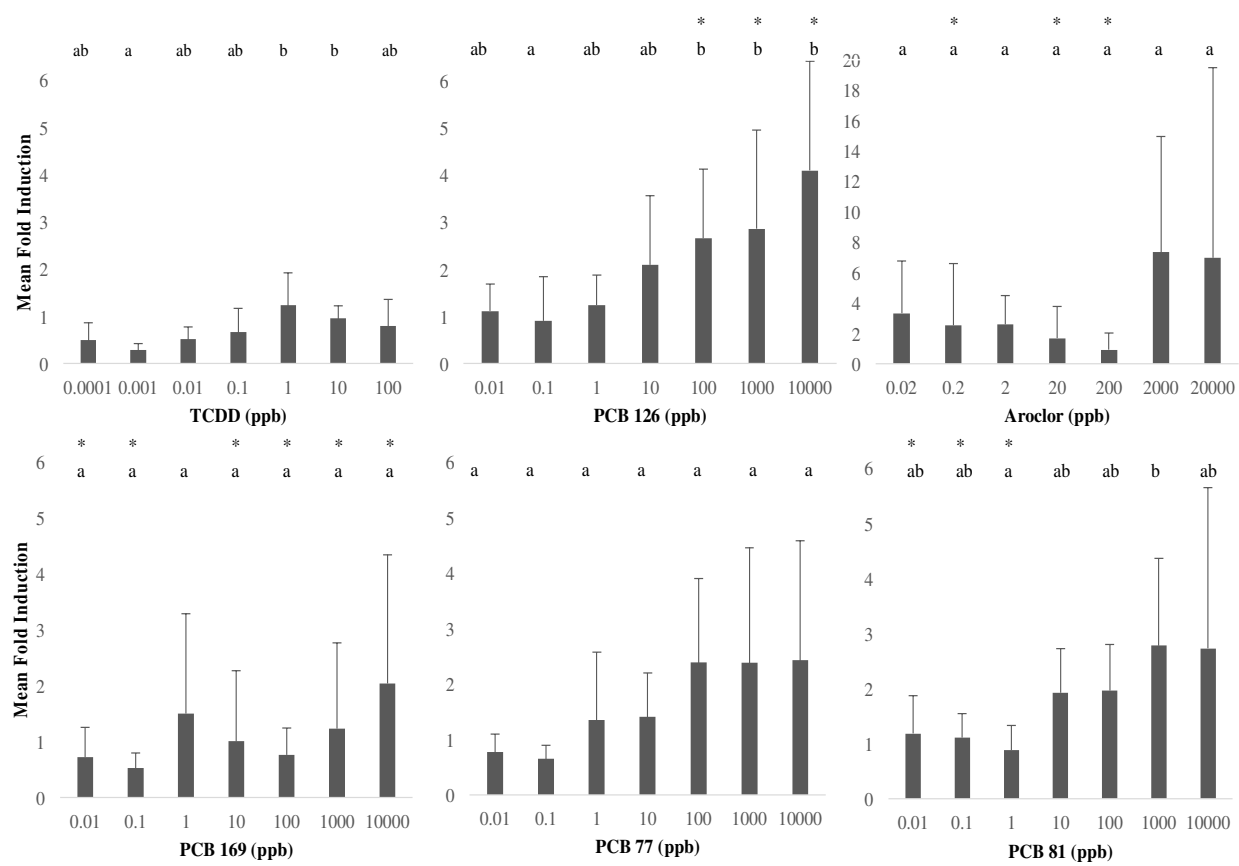 * * * * * *
ab a ab ab b b ab ab a ab ab b b b a a a a a a a
Mean Fold Induction
6
5
4
3
2
1
0
0.0001 0.001 0.01 0.1 1 10 100
TCDD (ppb)
6
5
4
3
2
1
0
0.01 0.1 1 10 100 1000 10000
PCB 126 (ppb)
20
18
16
14
12
10
8
6
4
2
0
0.02 0.2 2 20 200 2000 20000
Aroclor (ppb)
* * * * * *
a a a a a a a
Mean Fold Induction
6
5
4
3
2
1
0
0.01 0.1 1 10 100 1000 10000
PCB 169 (ppb)
a a a a a a a
6
5
4
3
2
1
0
0.01 0.1 1 10 100 1000 10000
PCB 77 (ppb)
* * *
ab ab a ab ab b ab
6
5
4
3
2
1
0
0.01 0.1 1 10 100 1000 10000
PCB 81 (ppb)